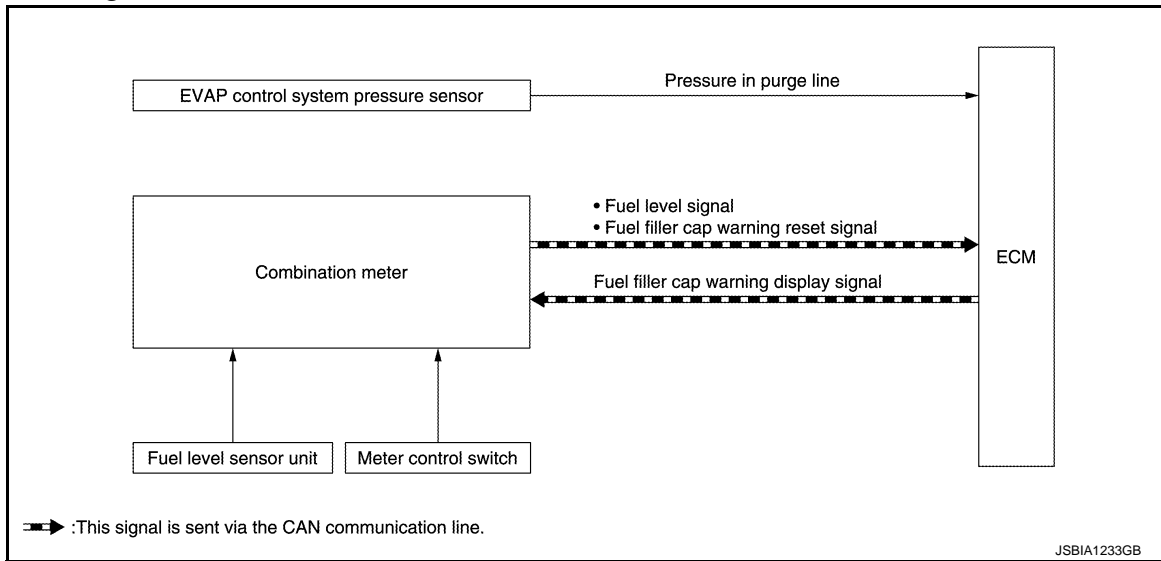 EVAP control system pressure sensor
Pressure in purge line
• Fuel level signal
• Fuel filler cap warning reset signal
Combination meter
ECM
Fuel filler cap warning display signal
Fuel level sensor unit
Meter control switch
:This signal is sent via the CAN communication line.
JSBIA1233GB